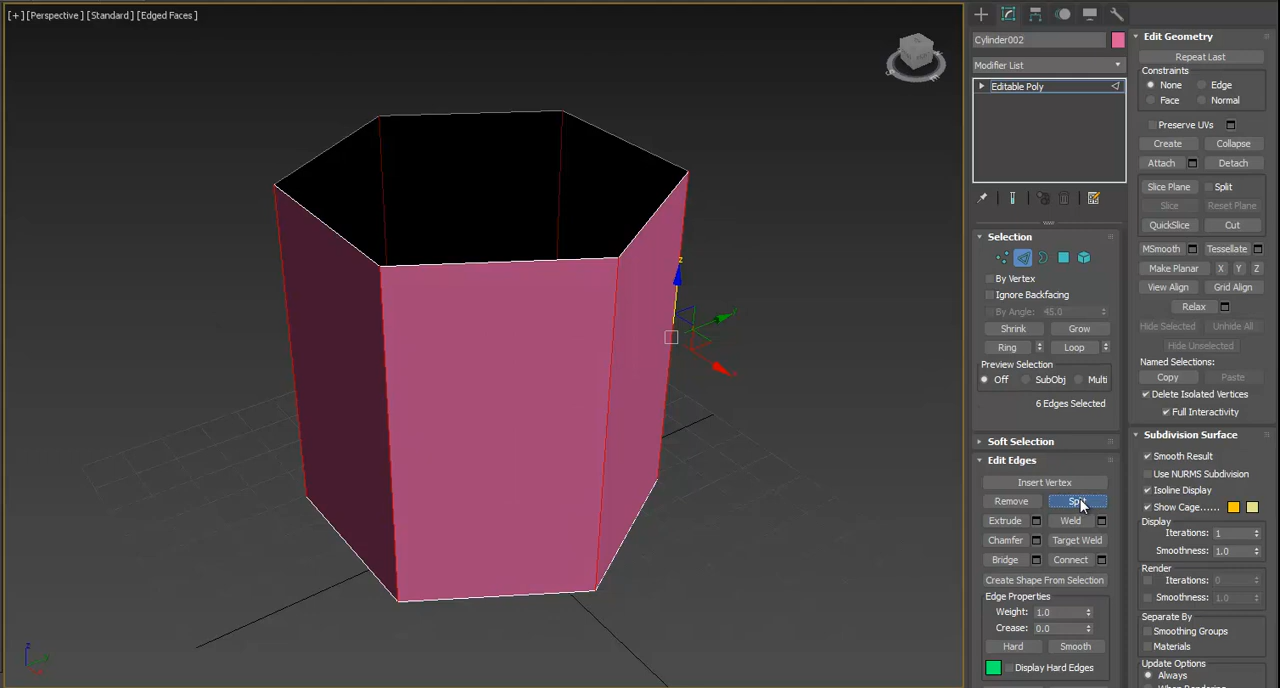 [+] [Perspective] [Standard] [Edged Faces]
Cylinder002
Modifier List
Editable Poly
Selection
By Vertex
Ignore Backfacing
By Angle: 45.0
Shrink Grow
Ring Loop
Preview Selection
Off SubObj Multi
6 Edges Selected
Soft Selection
Edit Edges
Insert Vertex
Remove Split
Extrude Weld
Chamfer Target Weld
Bridge Connect
Create Shape From Selection
Edge Properties
Weight: 1.0
Crease: 0.0
Hard Smooth
Display Hard Edges
Edit Geometry
Repeat Last
Constraints
None Edge
Face Normal
Preserve UVs
Create Collapse
Attach Detach
Slice Plane Split
Slice Reset Plane
QuickSlice Cut
MSmooth Tessellate
Make Planar X Y Z
View Align Grid Align
Relax
Hide Selected Unhide All
Hide Unselected
Named Selections:
Copy Paste
Delete Isolated Vertices
Full Interactivity
Subdivision Surface
Smooth Result
Use NURMS Subdivision
Isoline Display
Show Cage......
Display
Iterations: 1
Smoothness: 1.0
Render
Iterations: 0
Smoothness: 1.0
Separate By
Smoothing Groups
Materials
Update Options
Always
When Rendering
z
x
z
y